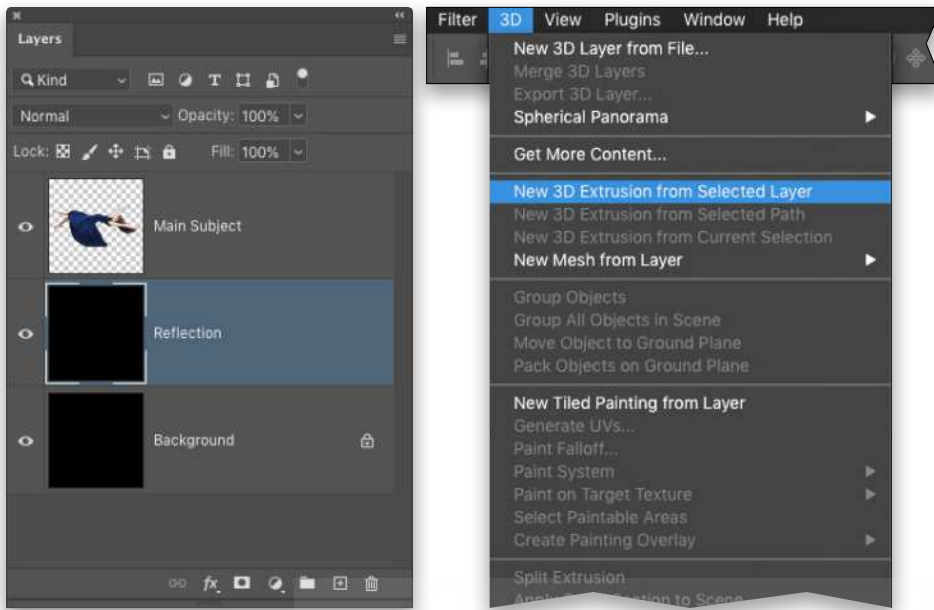 Layers
Kind
Normal Opacity: 100%
Lock: Fill: 100%
Main Subject
Reflection
Background
fx
Filter 3D View Plugins Window Help
New 3D Layer from File...
Merge 3D Layers
Export 3D Layer...
Spherical Panorama
Get More Content...
New 3D Extrusion from Selected Layer
New 3D Extrusion from Selected Path
New 3D Extrusion from Current Selection
New Mesh from Layer
Group Objects
Group All Objects in Scene
Move Object to Ground Plane
Pack Objects on Ground Plane
New Tiled Painting from Layer
Generate UVs...
Paint Falloff...
Paint System
Paint on Target Texture
Select Paintable Areas
Create Painting Overlay
Split Extrusion
to Scene